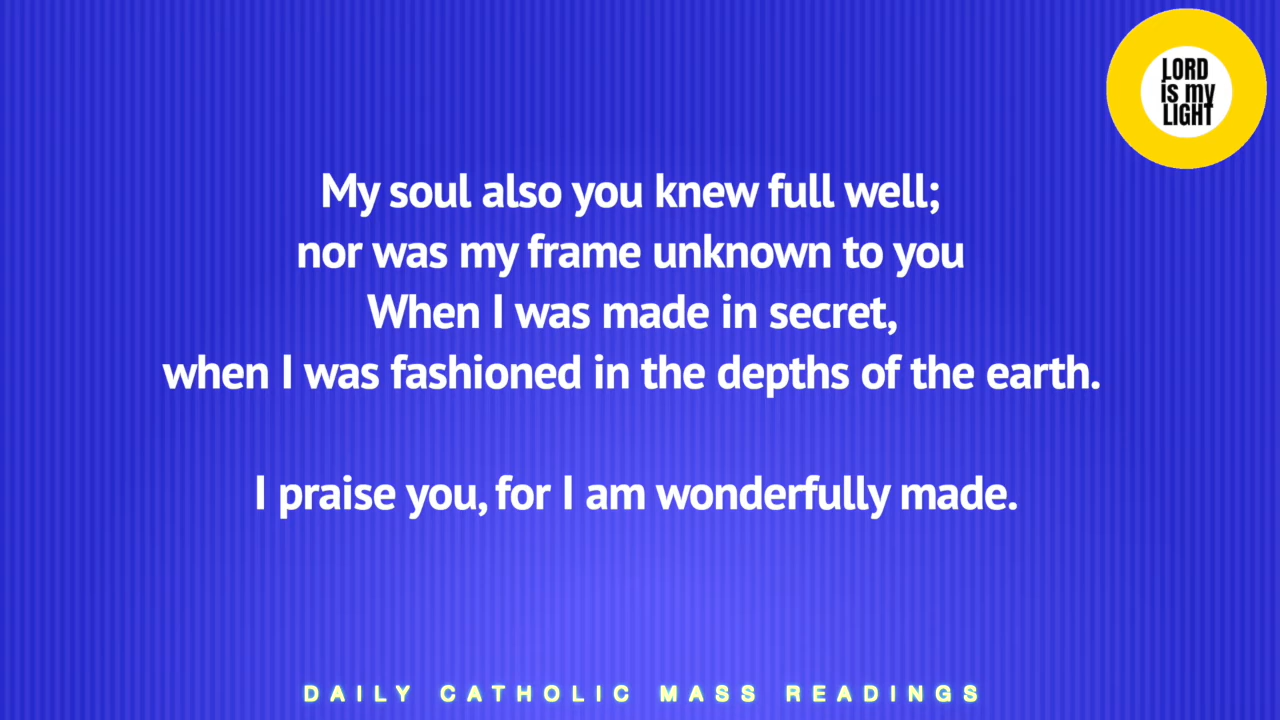 LORD
is my
LIGHT
My soul also you knew full well;
nor was my frame unknown to you
When I was made in secret,
when I was fashioned in the depths of the earth.
I praise you, for I am wonderfully made.
DAILY CATHOLIC MASS READINGS